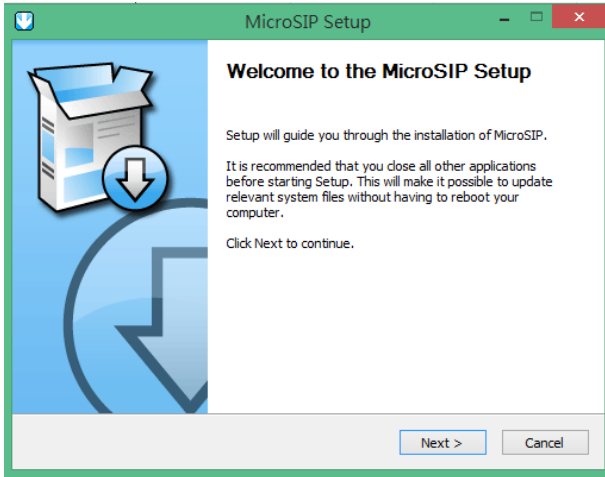 MicroSIP Setup
Welcome to the MicroSIP Setup
Setup will guide you through the installation of MicroSIP.
It is recommended that you close all other applications
before starting Setup. This will make it possible to update
relevant system files without having to reboot your
computer.
Click Next to continue.
Next >
Cancel